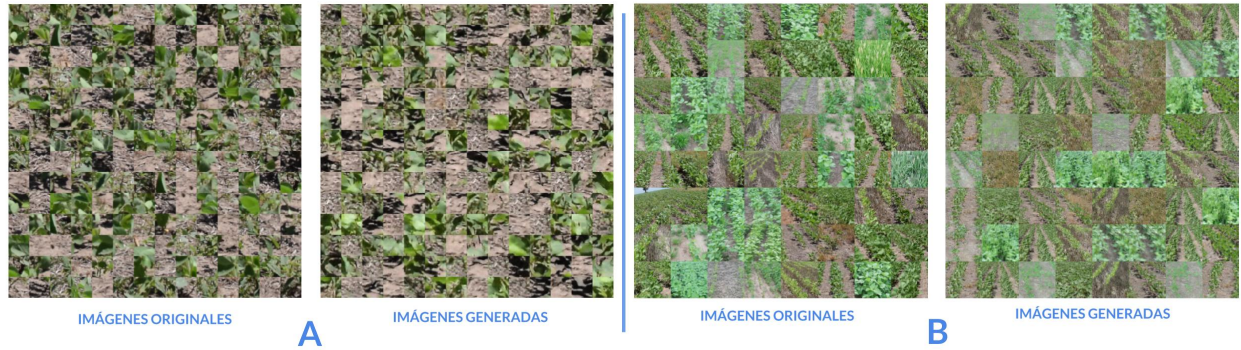 IMÁGENES ORIGINALES
IMÁGENES GENERADAS
A
IMÁGENES ORIGINALES
IMÁGENES GENERADAS
B